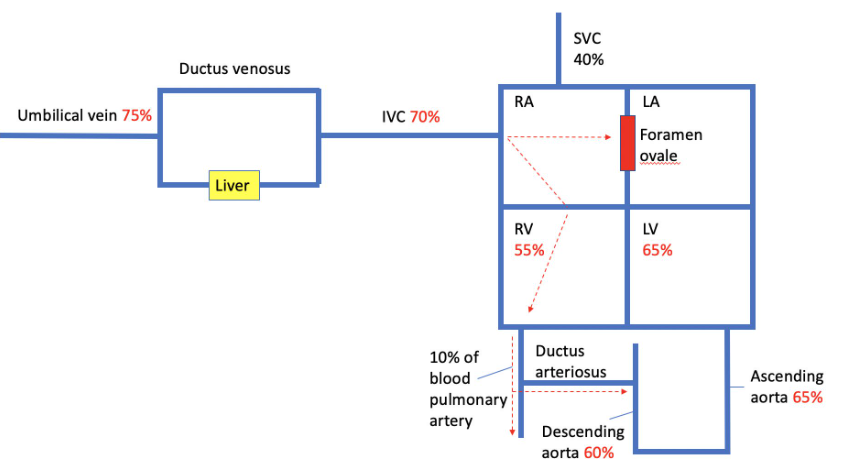 SVC
40%
Ductus venosus
RA
LA
Umbilical vein 75%
IVC 70%
Foramen
ovale
Liver
RV
55%
LV
65%
10% of
blood
pulmonary
artery
Ductus
arteriosus
Ascending
aorta 65%
Descending
aorta 60%